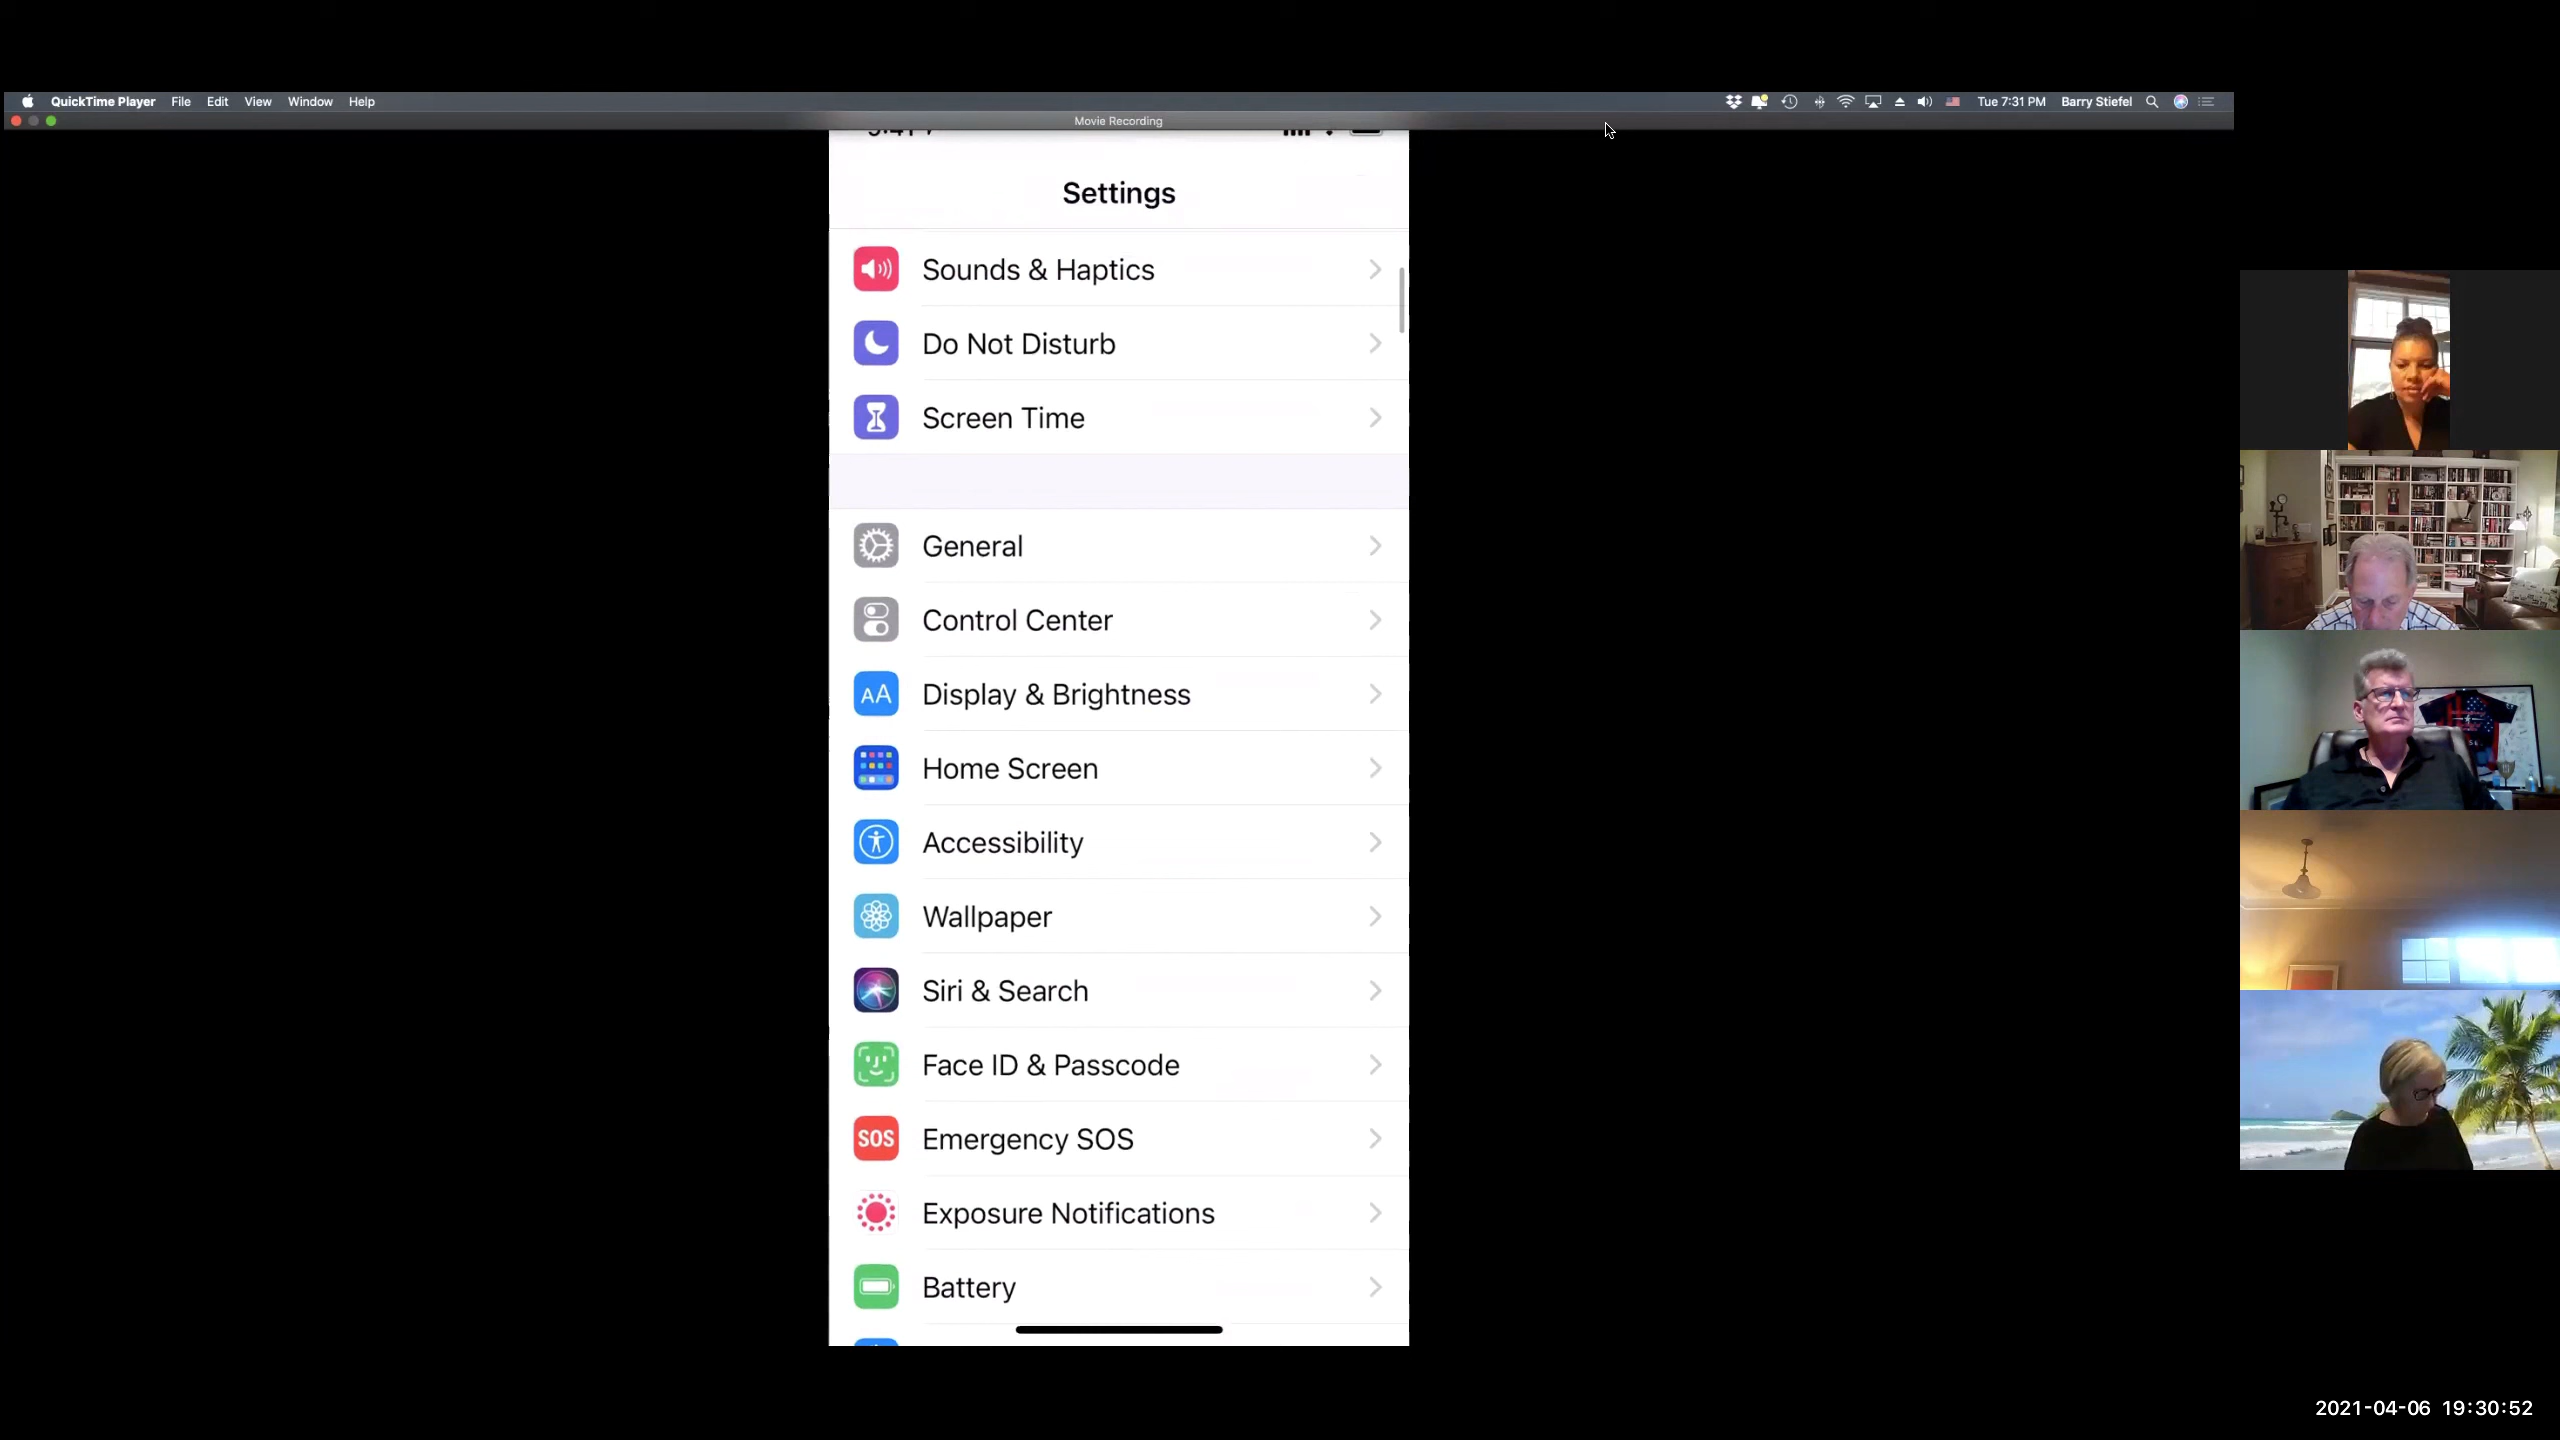 QuickTime Player File Edit View Window Help Tue 7:31 PM Barry Stiefel
Movie Recording
Settings
Sounds & Haptics
Do Not Disturb
Screen Time
General
Control Center
AA Display & Brightness
Home Screen
Accessibility
Wallpaper
Siri & Search
Face ID & Passcode
SOS Emergency SOS
Exposure Notifications
Battery
2021-04-06 19:30:52